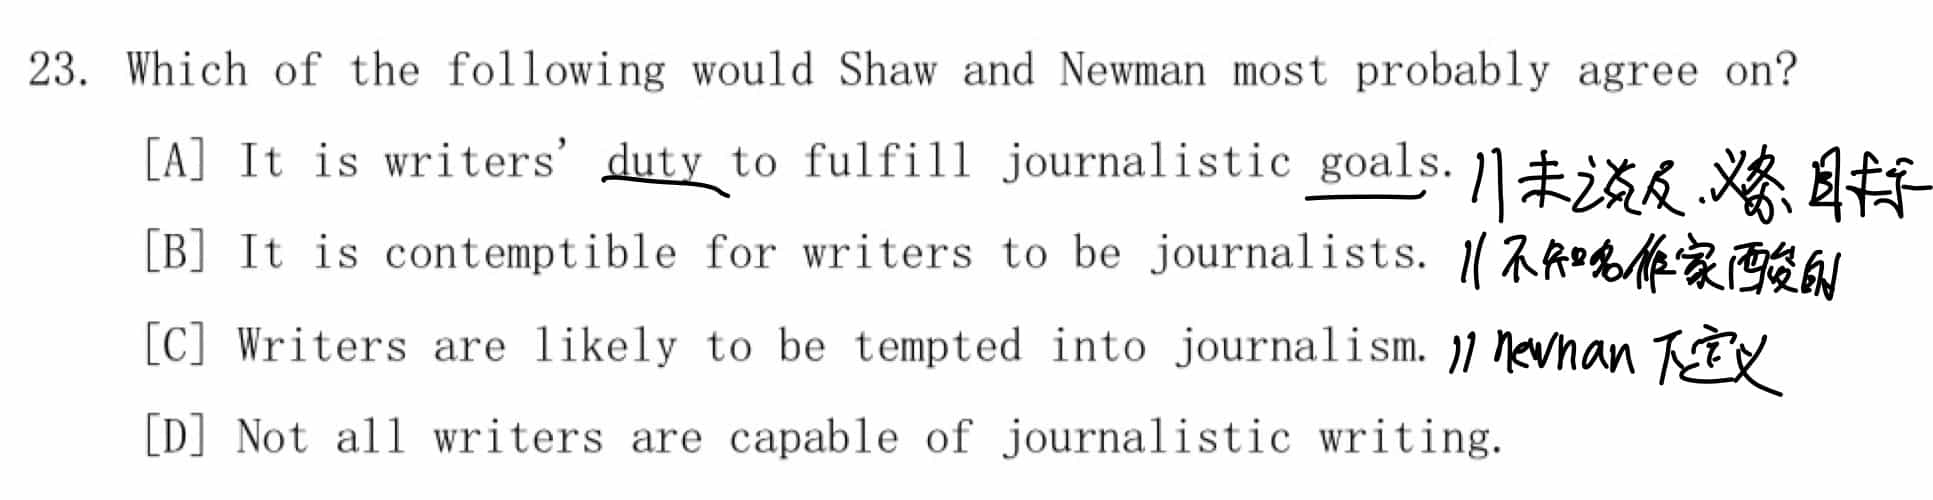 23. Which of the following would Shaw and Newman most probably agree on?
[A] It is writers' duty to fulfill journalistic goals. // 未谈及.义务、目标
[B] It is contemptible for writers to be journalists. // 不知名作家酸的
[C] Writers are likely to be tempted into journalism. // newnan 下定义
[D] Not all writers are capable of journalistic writing.